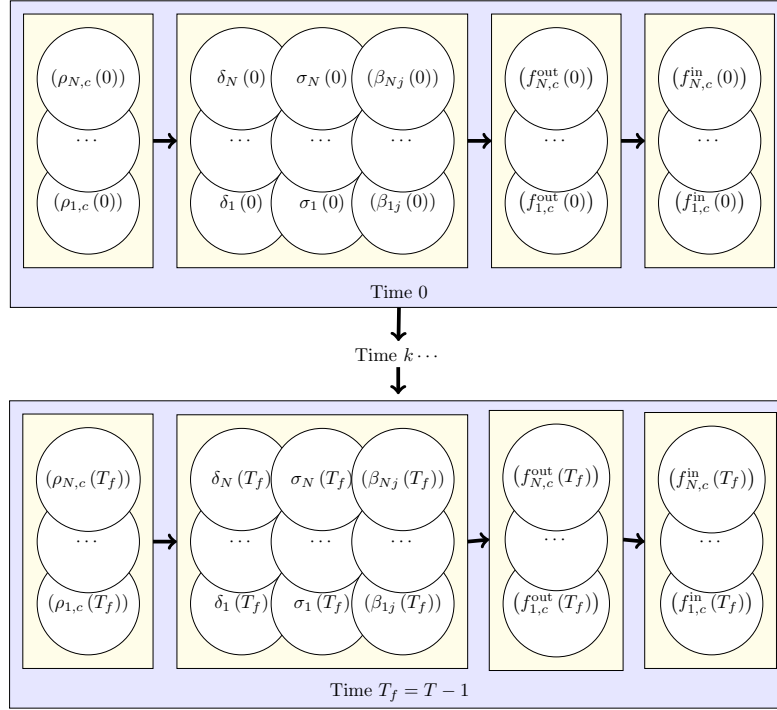 (ρ_{N,c} (0)) δ_N (0) σ_N (0) (β_{Nj} (0)) (f^{out}_{N,c} (0)) (f^{in}_{N,c} (0))
... ... ... ... ... ...
(ρ_{1,c} (0)) δ_1 (0) σ_1 (0) (β_{1j} (0)) (f^{out}_{1,c} (0)) (f^{in}_{1,c} (0))
Time 0
Time k ···
(ρ_{N,c} (T_f)) δ_N (T_f) σ_N (T_f) (β_{Nj} (T_f)) (f^{out}_{N,c} (T_f)) (f^{in}_{N,c} (T_f))
... ... ... ... ... ...
(ρ_{1,c} (T_f)) δ_1 (T_f) σ_1 (T_f) (β_{1j} (T_f)) (f^{out}_{1,c} (T_f)) (f^{in}_{1,c} (T_f))
Time T_f = T − 1